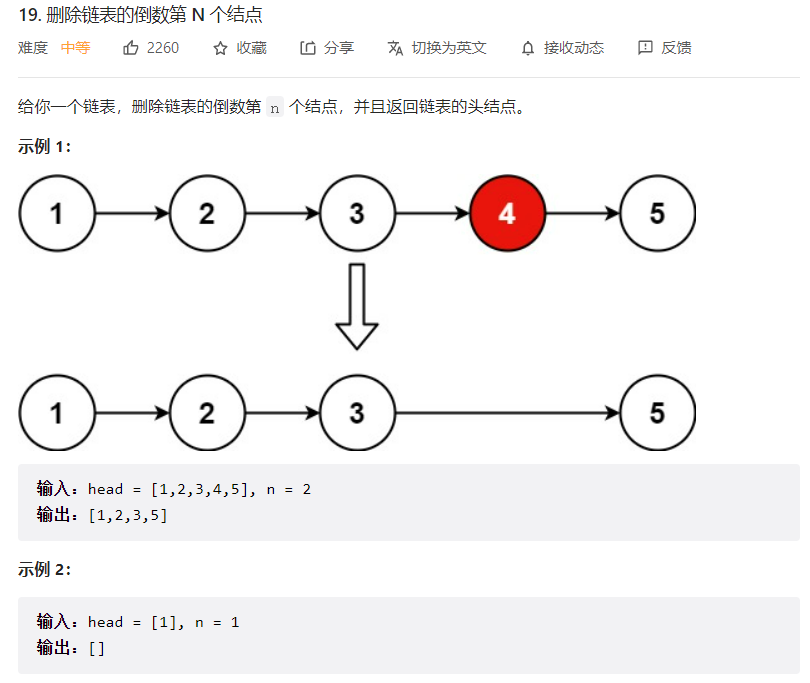 19. 删除链表的倒数第 N 个结点
难度 中等 2260 收藏 分享 切换为英文 接收动态 反馈
给你一个链表，删除链表的倒数第 n 个结点，并且返回链表的头结点。
示例 1：
1 2 3 4 5
1 2 3 5
输入：head = [1,2,3,4,5], n = 2
输出：[1,2,3,5]
示例 2：
输入：head = [1], n = 1
输出：[]